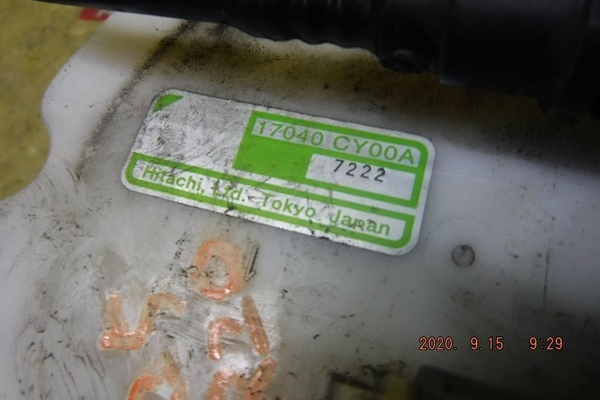 17040 CY00A
7222
Hitachi, Ltd. Tokyo Japan
2020. 9.15 9:29